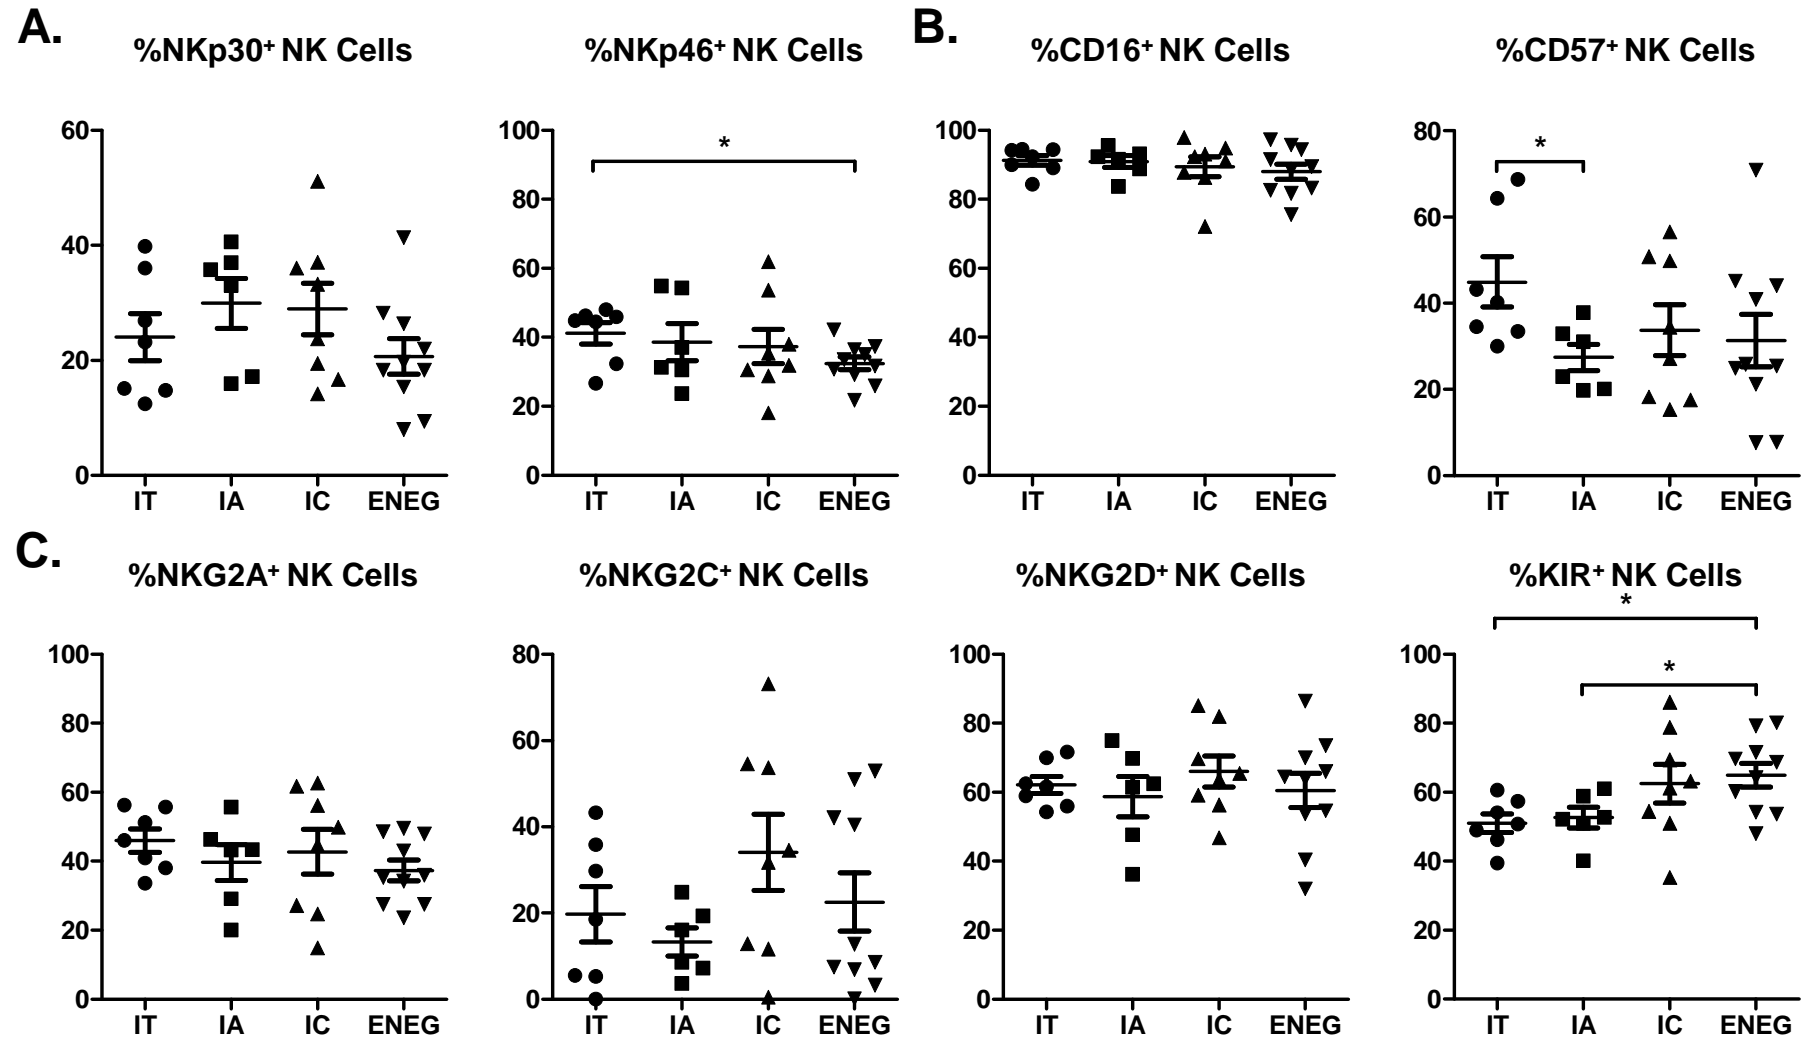 A.
%NKp30+ NK Cells
60
40
20
0
IT IA IC ENEG
%NKp46+ NK Cells
*
100
80
60
40
20
0
IT IA IC ENEG
B.
%CD16+ NK Cells
100
80
60
40
20
0
IT IA IC ENEG
%CD57+ NK Cells
*
80
60
40
20
0
IT IA IC ENEG
C.
%NKG2A+ NK Cells
100
80
60
40
20
0
IT IA IC ENEG
%NKG2C+ NK Cells
80
60
40
20
0
IT IA IC ENEG
%NKG2D+ NK Cells
100
80
60
40
20
0
IT IA IC ENEG
%KIR+ NK Cells
*
*
100
80
60
40
20
0
IT IA IC ENEG